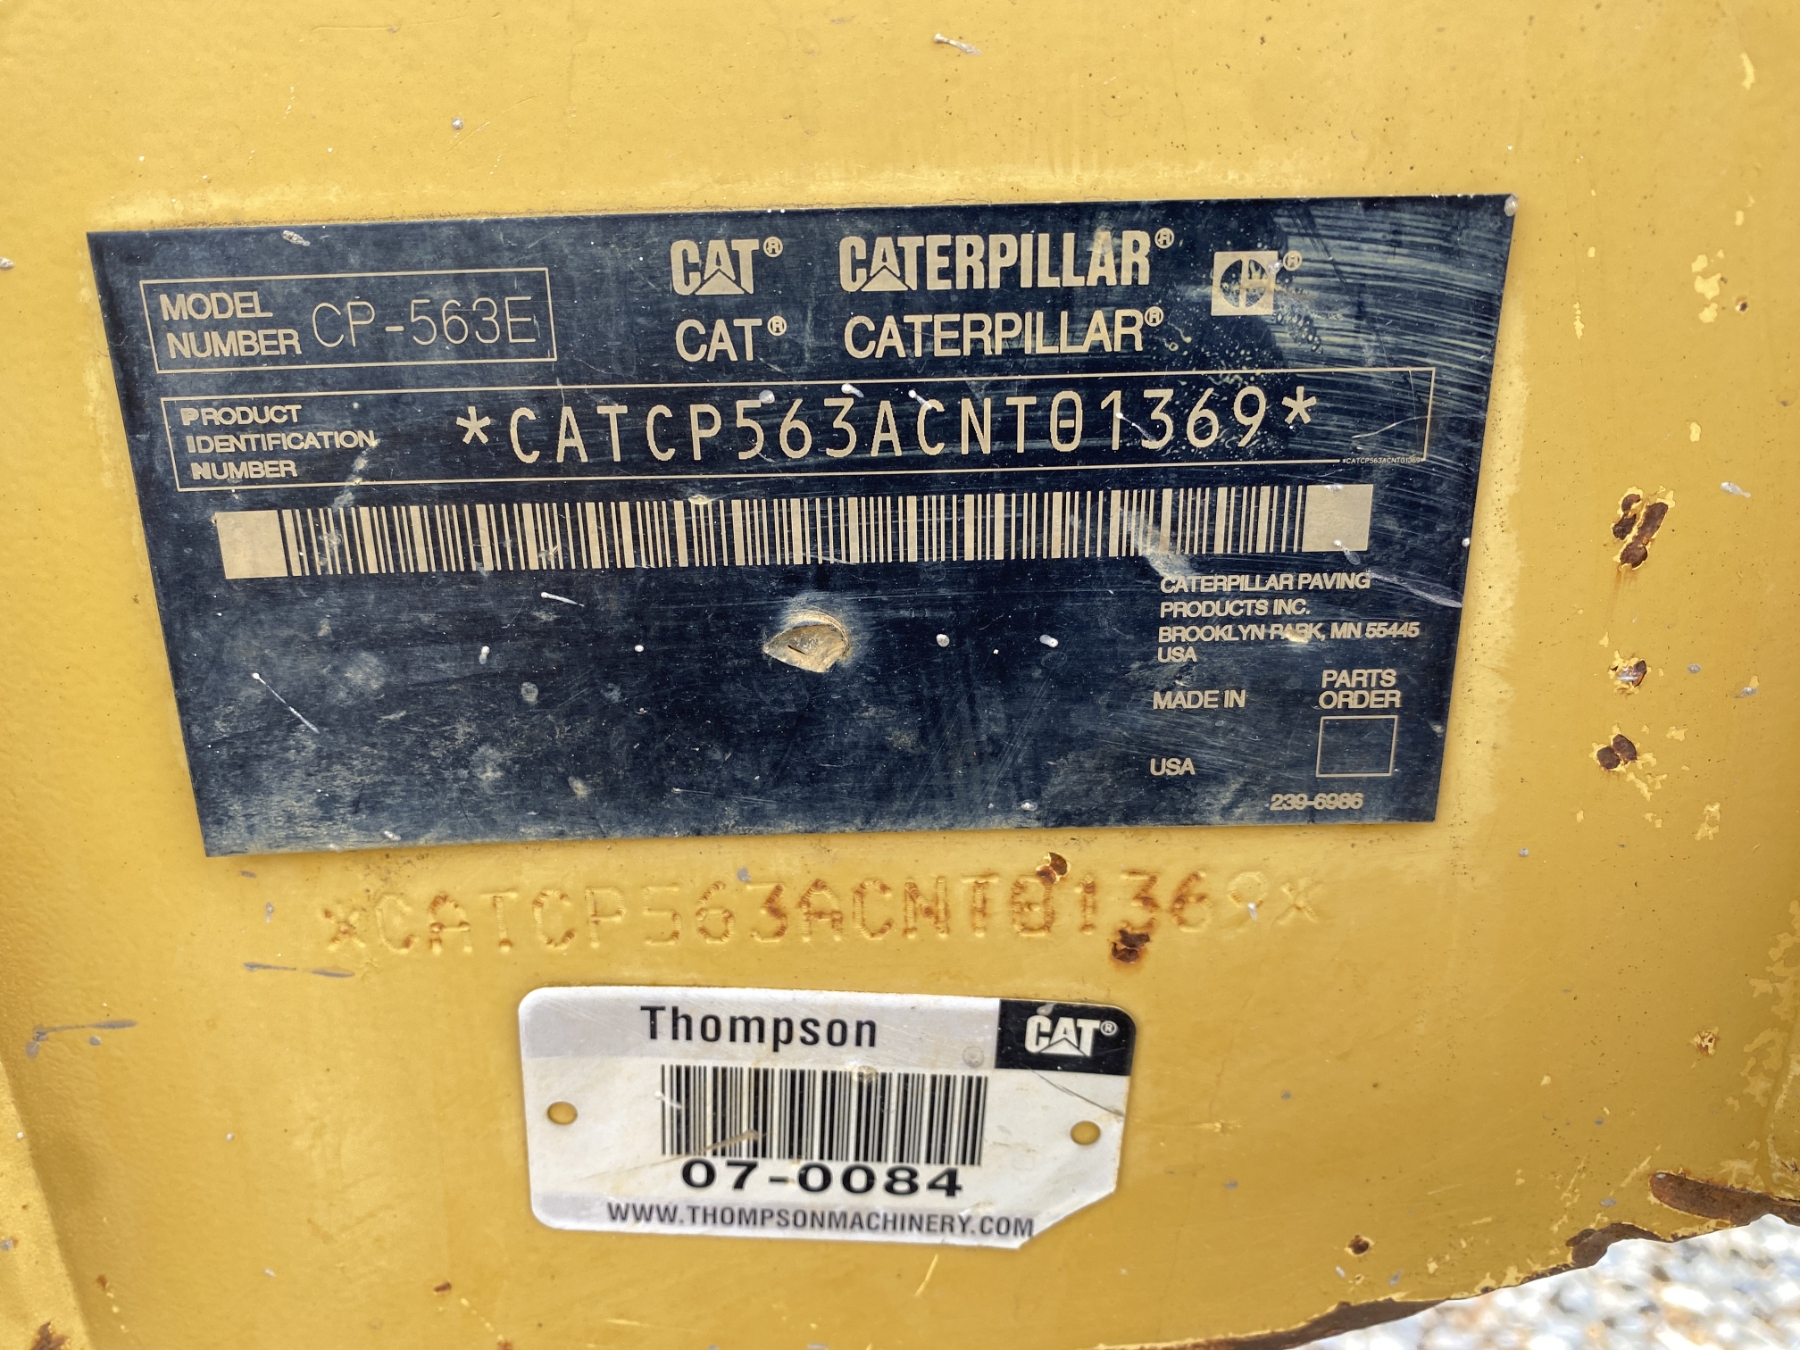 MODEL NUMBER CP-563E
CAT® CATERPILLAR® ®
CAT® CATERPILLAR®
PRODUCT IDENTIFICATION NUMBER *CATCP563ACNT01369*
*CATCP563ACNT01369*
CATERPILLAR PAVING
PRODUCTS INC.
BROOKLYN PARK, MN 55445
USA
MADE IN
USA
PARTS
ORDER
239-6986
*CATCP563ACNT01369*
Thompson CAT®
07-0084
WWW.THOMPSONMACHINERY.COM